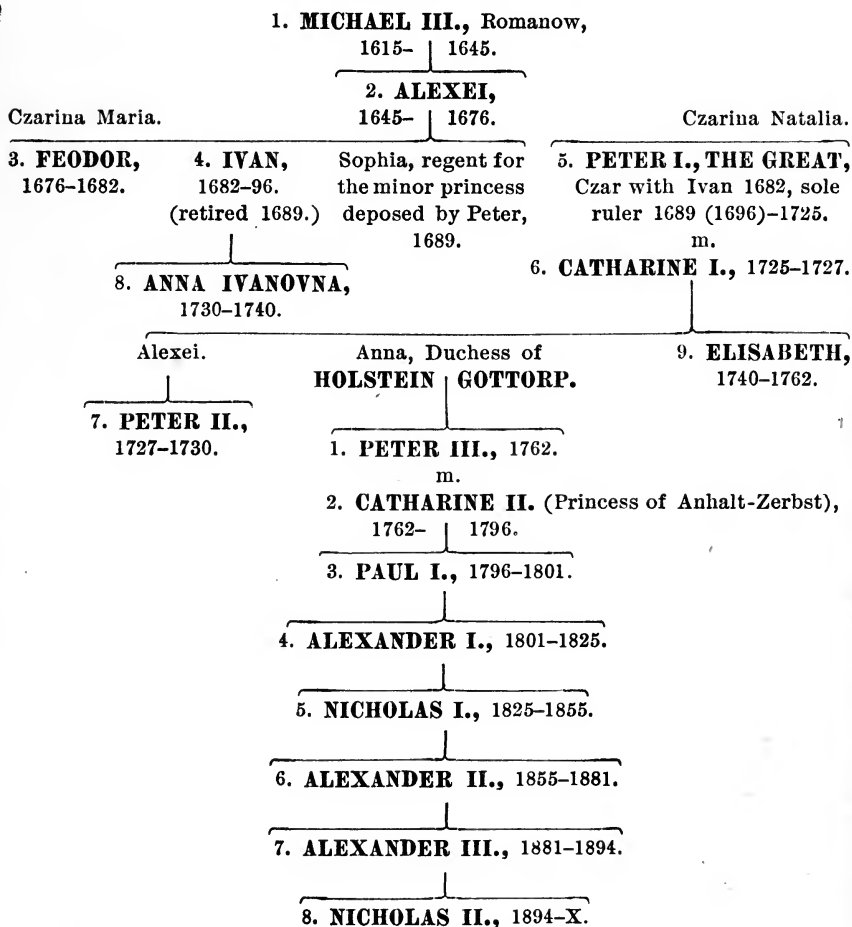 1. MICHAEL III., Romanow,
1615– 1645.
2. ALEXEI,
Czarina Maria. 1645– 1676. Czarina Natalia.
3. FEODOR, 4. IVAN, Sophia, regent for 5. PETER I., THE GREAT,
1676–1682. 1682–96. the minor princess Czar with Ivan 1682, sole
(retired 1689.) deposed by Peter, ruler 1689 (1696)–1725.
1689. m.
6. CATHARINE I., 1725–1727.
8. ANNA IVANOVNA,
1730–1740.
Alexei. Anna, Duchess of 9. ELISABETH,
HOLSTEIN GOTTORP. 1740–1762.
7. PETER II.,
1727–1730. 1. PETER III., 1762.
m.
2. CATHARINE II. (Princess of Anhalt-Zerbst),
1762– 1796.
3. PAUL I., 1796–1801.
4. ALEXANDER I., 1801–1825.
5. NICHOLAS I., 1825–1855.
6. ALEXANDER II., 1855–1881.
7. ALEXANDER III., 1881–1894.
8. NICHOLAS II., 1894–X.